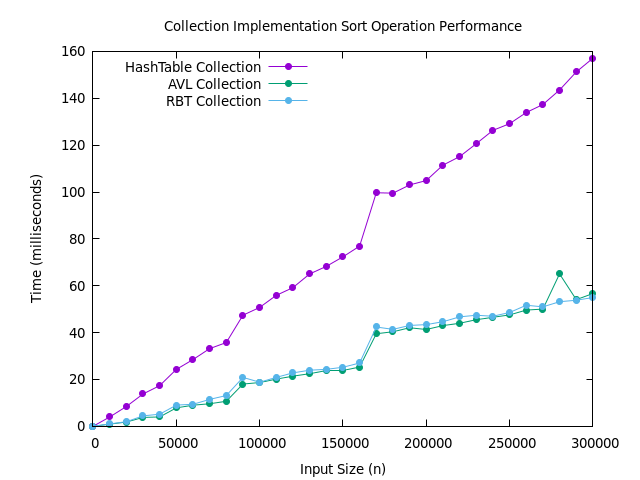 Collection Implementation Sort Operation Performance
160
140
120
100
80
60
40
20
0
Time (milliseconds)
HashTable Collection
AVL Collection
RBT Collection
0 50000 100000 150000 200000 250000 300000
Input Size (n)